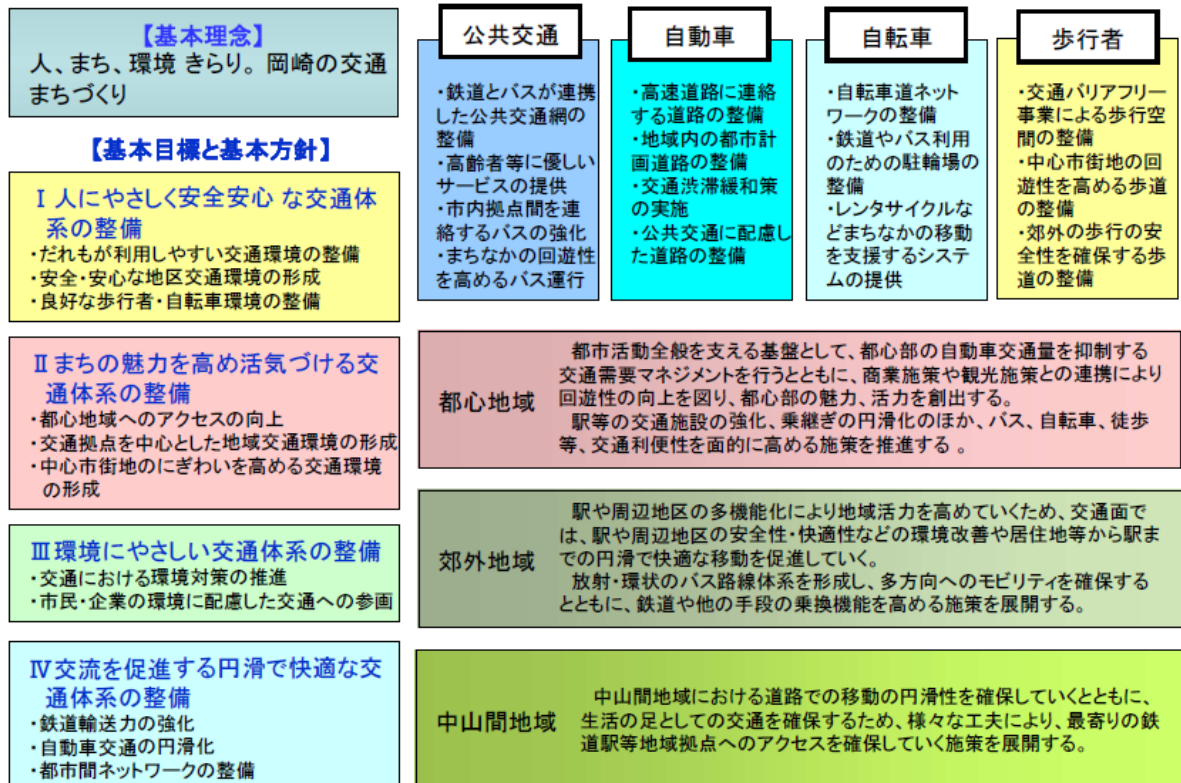 【基本理念】
人、まち、環境 きらり。 岡崎の交通
まちづくり
【基本目標と基本方針】
Ⅰ 人にやさしく安全安心 な交通体
系の整備
・だれもが利用しやすい交通環境の整備
・安全・安心な地区交通環境の形成
・良好な歩行者・自転車環境の整備
Ⅱ まちの魅力を高め活気づける交
通体系の整備
・都心地域へのアクセスの向上
・交通拠点を中心とした地域交通環境の形成
・中心市街地のにぎわいを高める交通環境
の形成
Ⅲ 環境にやさしい交通体系の整備
・交通における環境対策の推進
・市民・企業の環境に配慮した交通への参画
Ⅳ 交流を促進する円滑で快適な交
通体系の整備
・鉄道輸送力の強化
・自動車交通の円滑化
・都市間ネットワークの整備
公共交通
・鉄道とバスが連携
した公共交通網の
整備
・高齢者等に優しい
サービスの提供
・市内拠点間を連
絡するバスの強化
・まちなかの回遊性
を高めるバス運行
自動車
・高速道路に連絡
する道路の整備
・地域内の都市計
画道路の整備
・交通渋滞緩和策
の実施
・公共交通に配慮し
た道路の整備
自転車
・自転車道ネット
ワークの整備
・鉄道やバス利用
のための駐輪場の
整備
・レンタサイクルな
どまちなかの移動
を支援するシステ
ムの提供
歩行者
・交通バリアフリー
事業による歩行空
間の整備
・中心市街地の回
遊性を高める歩道
の整備
・郊外の歩行の安
全性を確保する歩
道の整備
都心地域
都市活動全般を支える基盤として、都心部の自動車交通量を抑制する
交通需要マネジメントを行うとともに、商業施策や観光施策との連携により
回遊性の向上を図り、都心部の魅力、活力を創出する。
駅等の交通施設の強化、乗継ぎの円滑化のほか、バス、自転車、徒歩
等、交通利便性を面的に高める施策を推進する 。
郊外地域
駅や周辺地区の多機能化により地域活力を高めていくため、交通面で
は、駅や周辺地区の安全性・快適性などの環境改善や居住地等から駅ま
での円滑で快適な移動を促進していく。
放射・環状のバス路線体系を形成し、多方向へのモビリティを確保する
とともに、鉄道や他の手段の乗換機能を高める施策を展開する。
中山間地域
中山間地域における道路での移動の円滑性を確保していくとともに、
生活の足としての交通を確保するため、様々な工夫により、最寄りの鉄
道駅等地域拠点へのアクセスを確保していく施策を展開する。